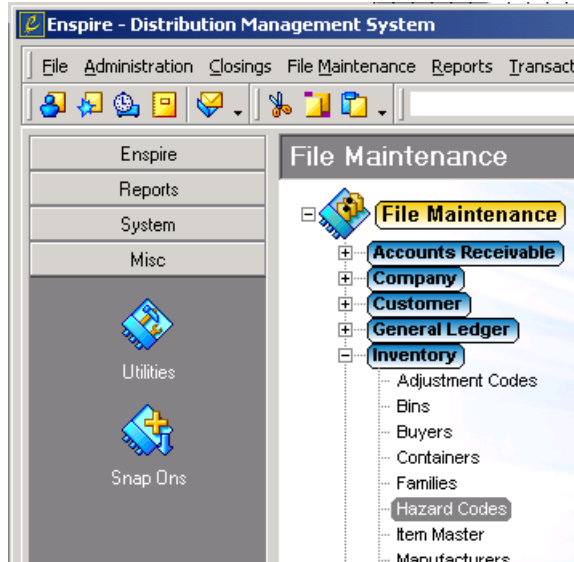 Enspire - Distribution Management System
File Administration Closings File Maintenance Reports Transact
Enspire
Reports
System
Misc
Utilities
Snap Ons
File Maintenance
File Maintenance
Accounts Receivable
Company
Customer
General Ledger
Inventory
Adjustment Codes
Bins
Buyers
Containers
Families
Hazard Codes
Item Master
Manufacturers